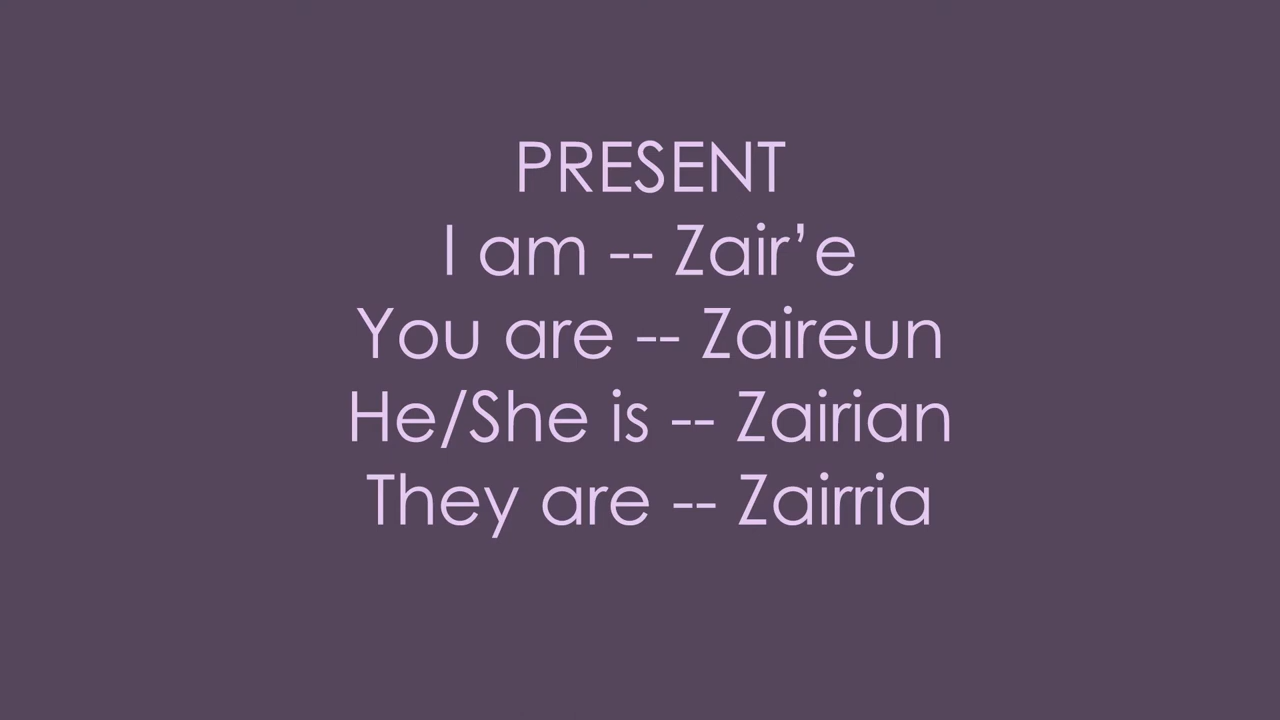 PRESENT
I am -- Zair’e
You are -- Zaireun
He/She is -- Zairian
They are -- Zairria